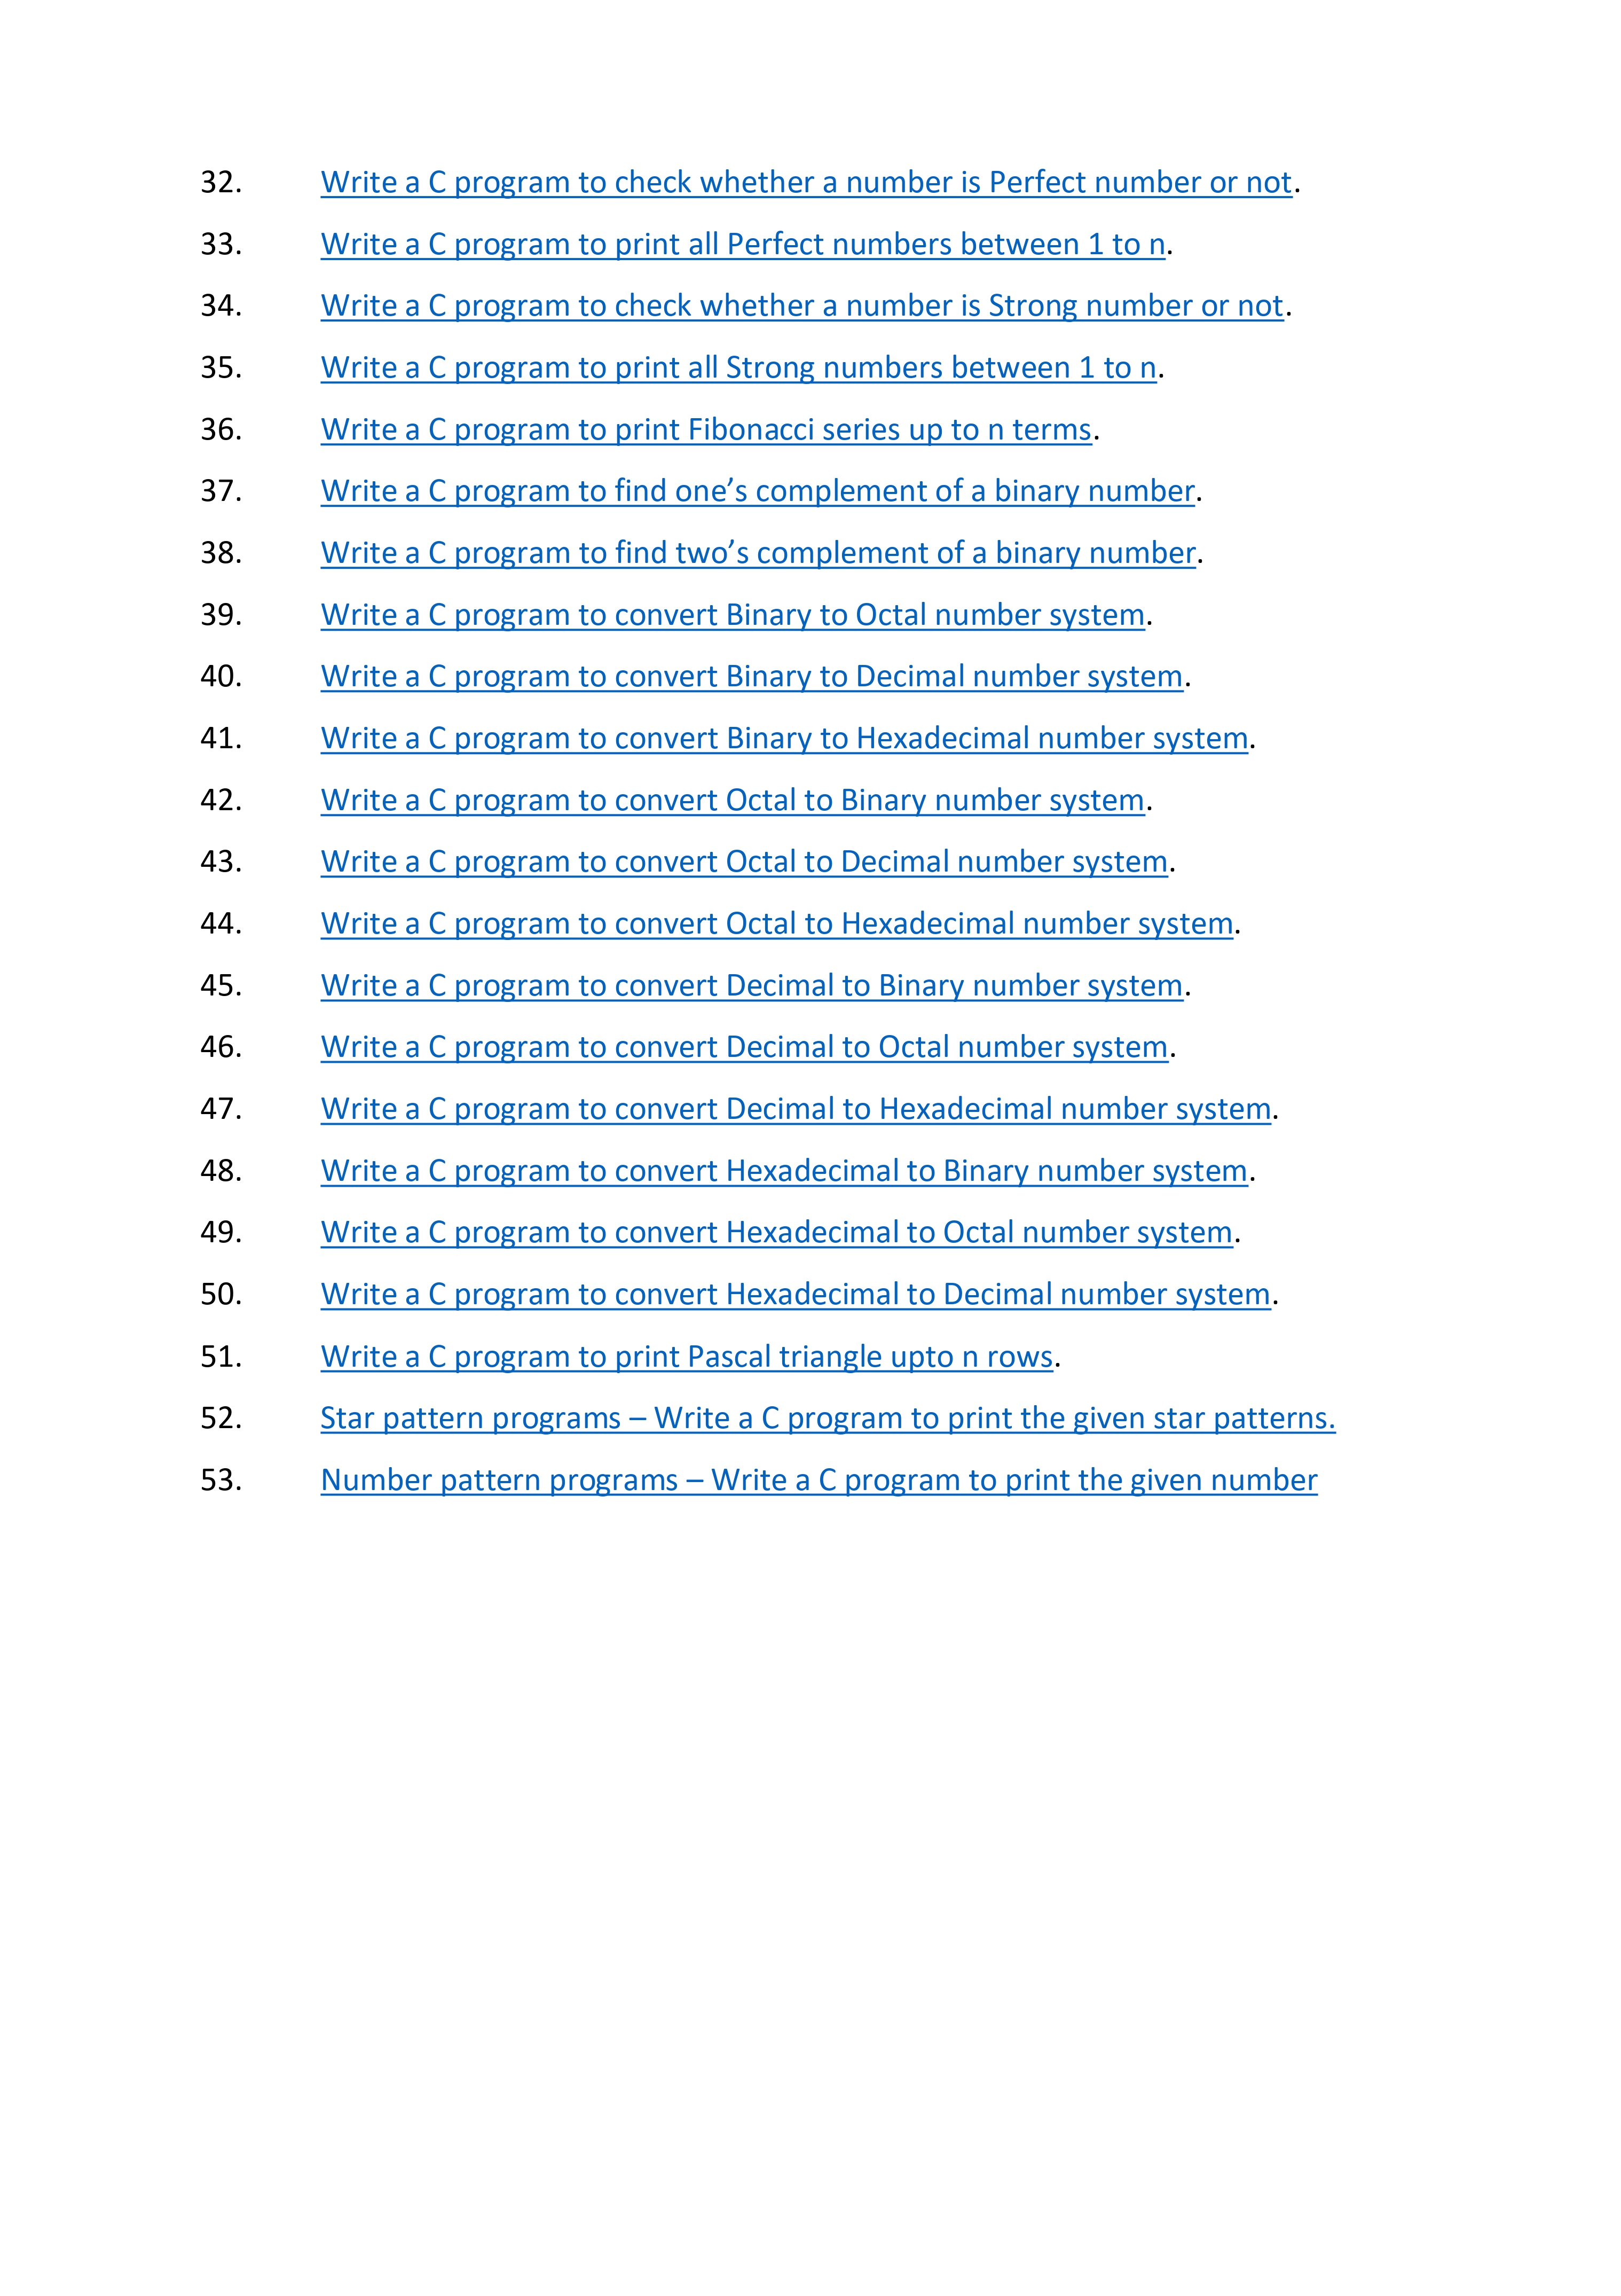 32. Write a C program to check whether a number is Perfect number or not.
33. Write a C program to print all Perfect numbers between 1 to n.
34. Write a C program to check whether a number is Strong number or not.
35. Write a C program to print all Strong numbers between 1 to n.
36. Write a C program to print Fibonacci series up to n terms.
37. Write a C program to find one’s complement of a binary number.
38. Write a C program to find two’s complement of a binary number.
39. Write a C program to convert Binary to Octal number system.
40. Write a C program to convert Binary to Decimal number system.
41. Write a C program to convert Binary to Hexadecimal number system.
42. Write a C program to convert Octal to Binary number system.
43. Write a C program to convert Octal to Decimal number system.
44. Write a C program to convert Octal to Hexadecimal number system.
45. Write a C program to convert Decimal to Binary number system.
46. Write a C program to convert Decimal to Octal number system.
47. Write a C program to convert Decimal to Hexadecimal number system.
48. Write a C program to convert Hexadecimal to Binary number system.
49. Write a C program to convert Hexadecimal to Octal number system.
50. Write a C program to convert Hexadecimal to Decimal number system.
51. Write a C program to print Pascal triangle upto n rows.
52. Star pattern programs – Write a C program to print the given star patterns.
53. Number pattern programs – Write a C program to print the given number